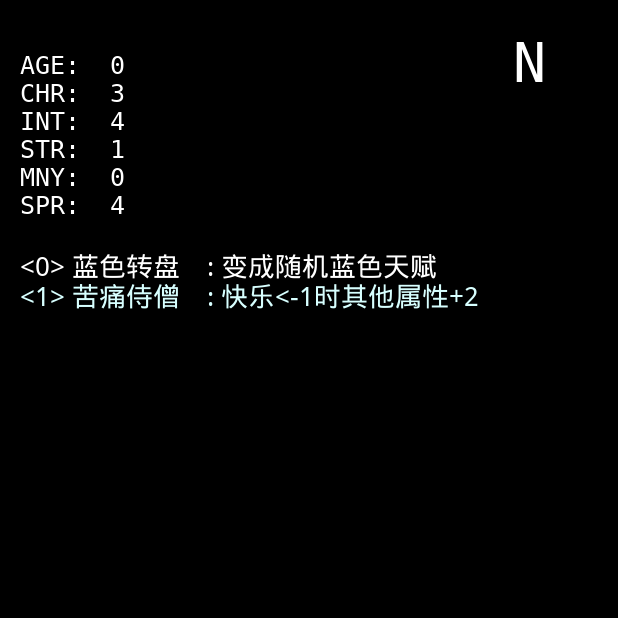 N
AGE: 0
CHR: 3
INT: 4
STR: 1
MNY: 0
SPR: 4
<0> 蓝色转盘 : 变成随机蓝色天赋
<1> 苦痛侍僧 : 快乐<-1时其他属性+2